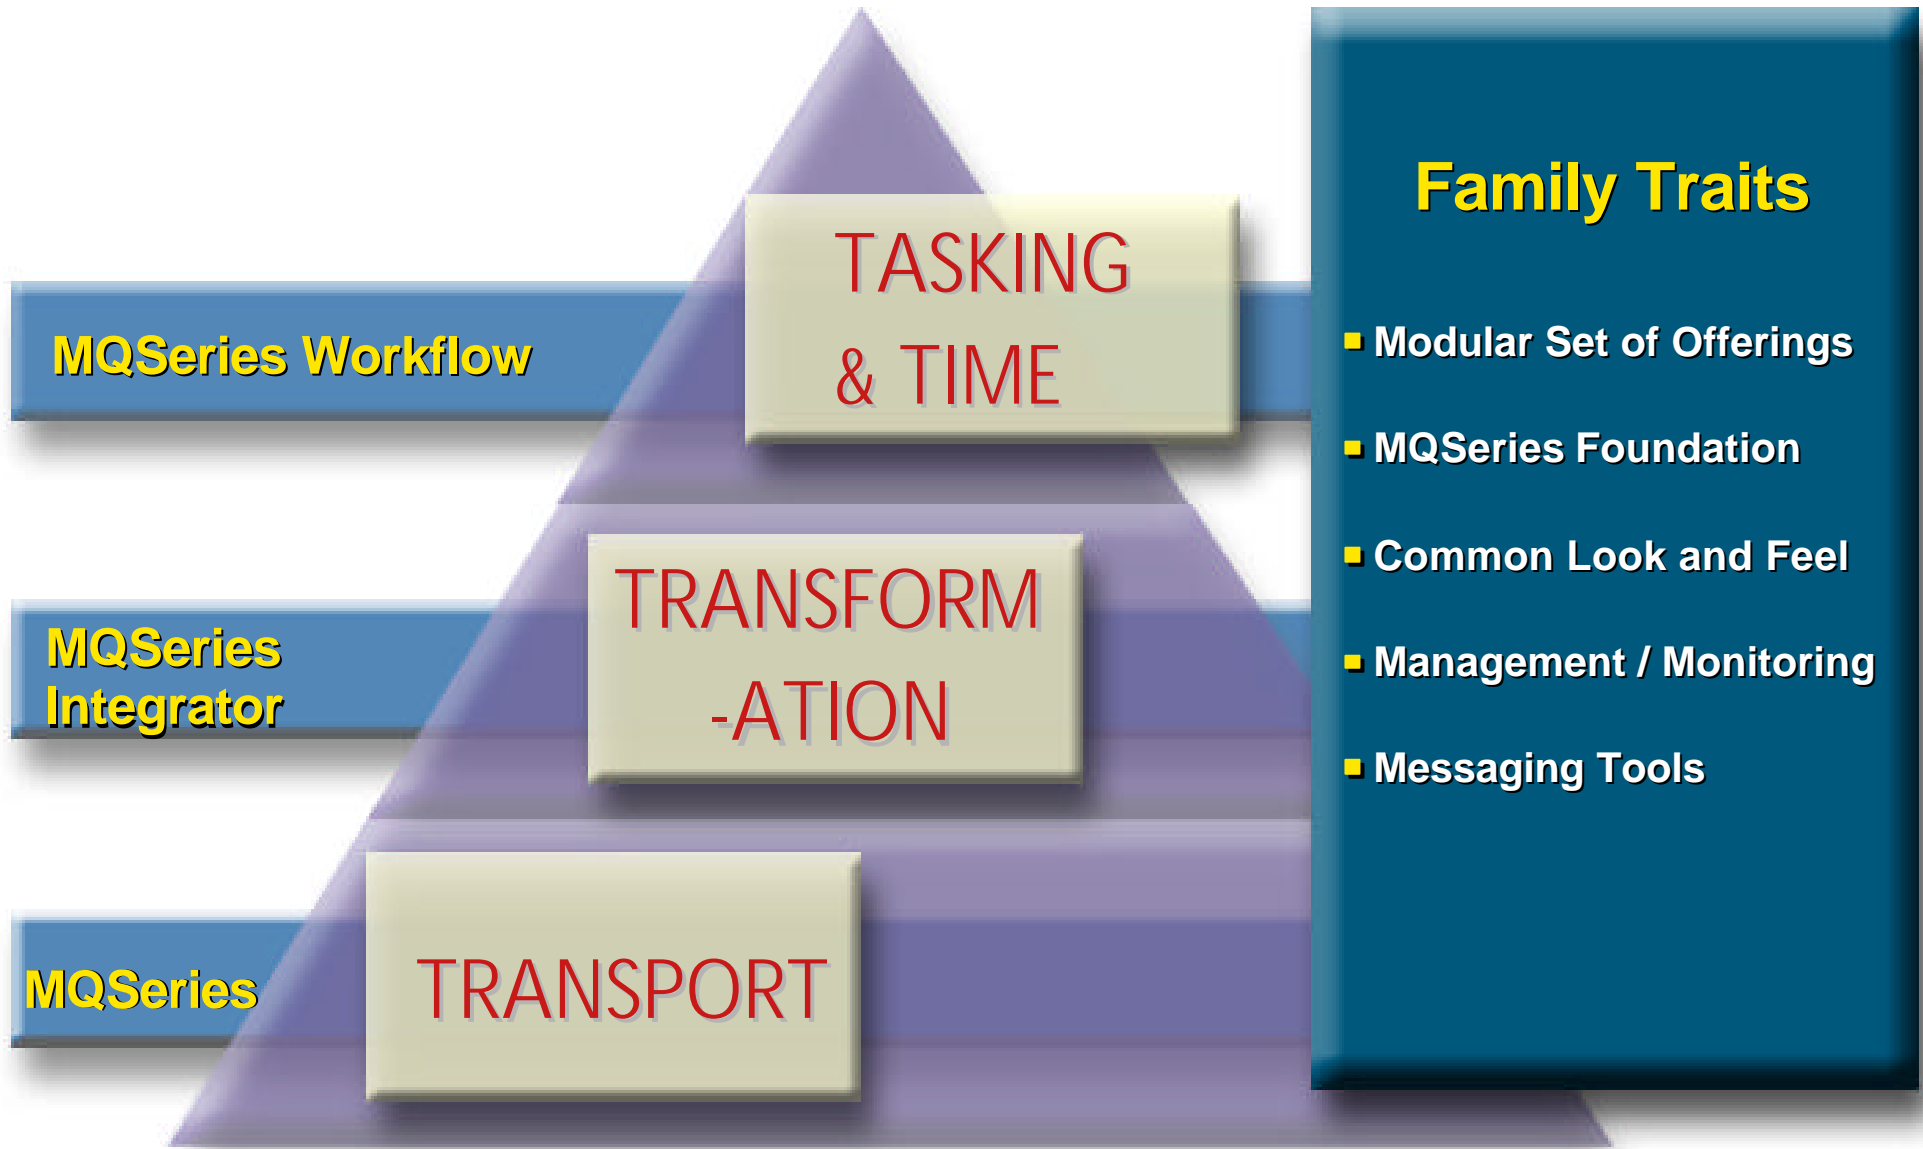 TASKING
& TIME
MQSeries Workflow
TRANSFORM
-ATION
MQSeries
Integrator
TRANSPORT
MQSeries
Family Traits
Modular Set of Offerings
MQSeries Foundation
Common Look and Feel
Management / Monitoring
Messaging Tools